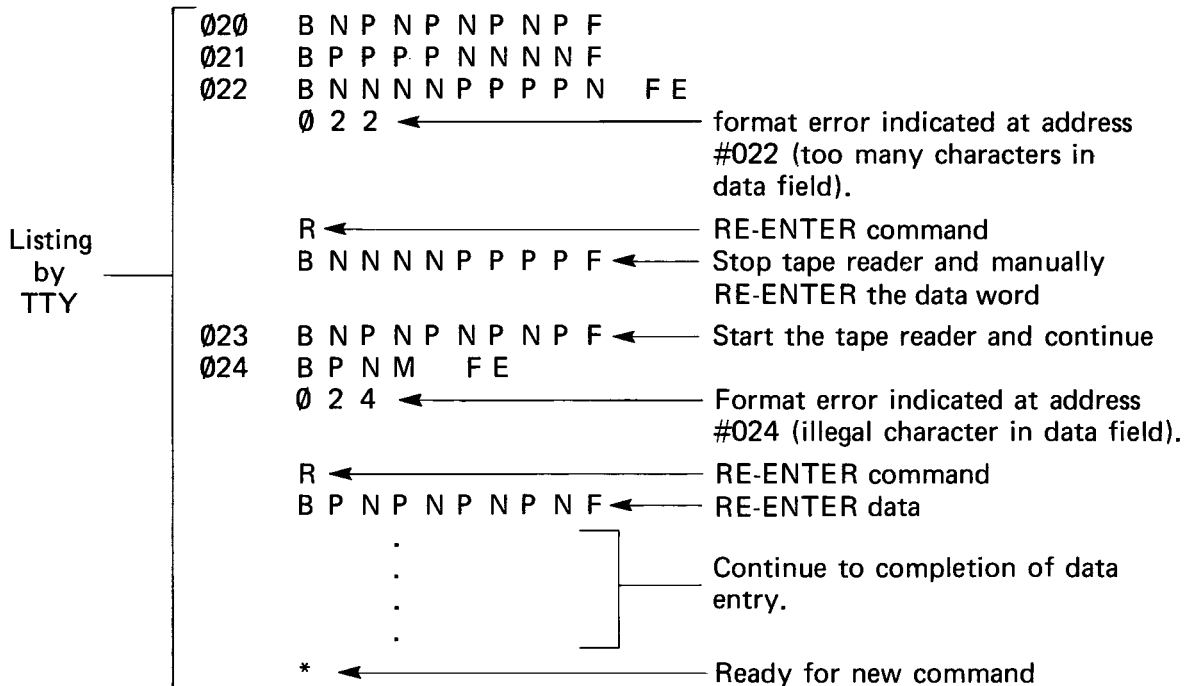 Ø2Ø B N P N P N P N P F
Ø21 B P P P P N N N N F
Ø22 B N N N N P P P P N F E
Ø 2 2 format error indicated at address
#022 (too many characters in
data field).
Listing
by
TTY
R RE-ENTER command
B N N N N P P P P F Stop tape reader and manually
RE-ENTER the data word
Ø23 B N P N P N P N P F Start the tape reader and continue
Ø24 B P N M F E
Ø 2 4 Format error indicated at address
#024 (illegal character in data field).
R RE-ENTER command
B P N P N P N P N F RE-ENTER data
.
.
.
.
Continue to completion of data
entry.
* Ready for new command